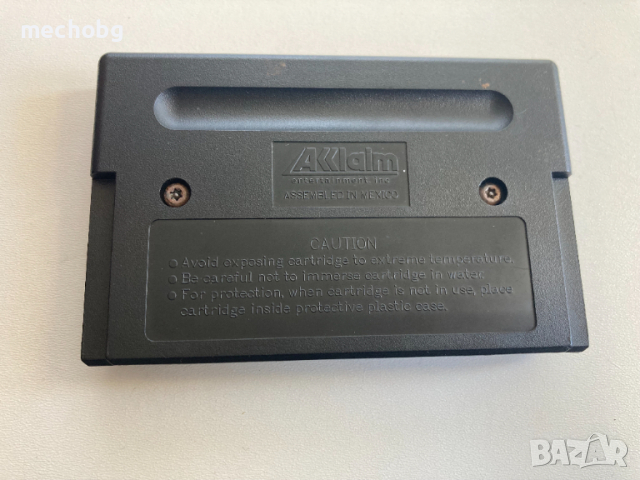 mechobg
AKKlaim
entertainment, inc.
ASSEMBLED IN MEXICO
CAUTION
● Avoid exposing cartridge to extreme temperature.
● Be careful not to immerse cartridge in water.
● For protection, when cartridge is not in use, place
cartridge inside protective plastic case.
BAZAR